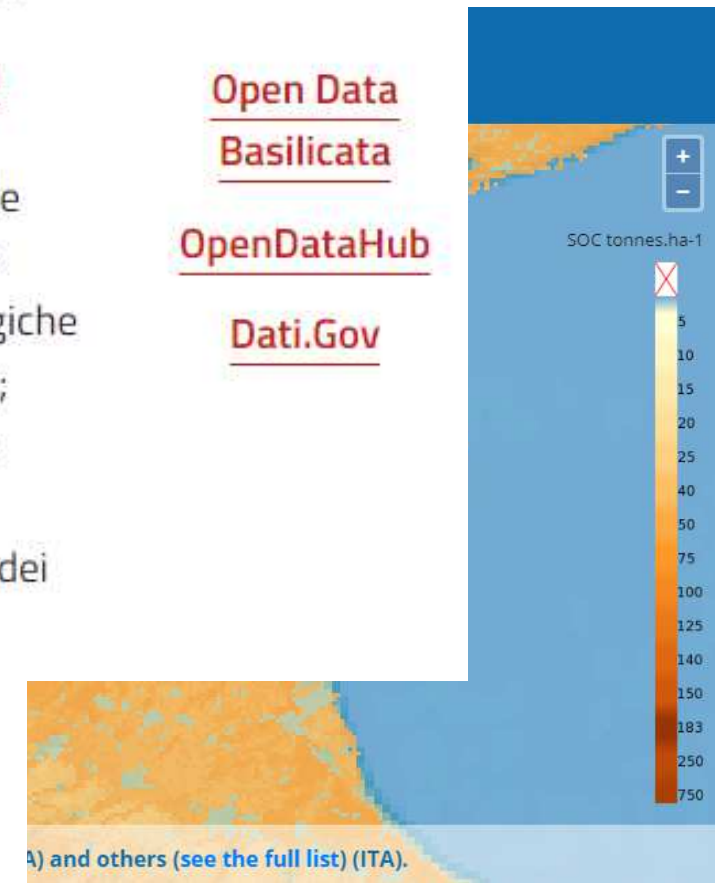 Open Data
Basilicata
e
OpenDataHub
giche
Dati.Gov
;
dei
+
−
SOC tonnes.ha-1
5
10
15
20
25
40
50
75
100
125
140
150
183
250
750
A) and others (see the full list) (ITA).